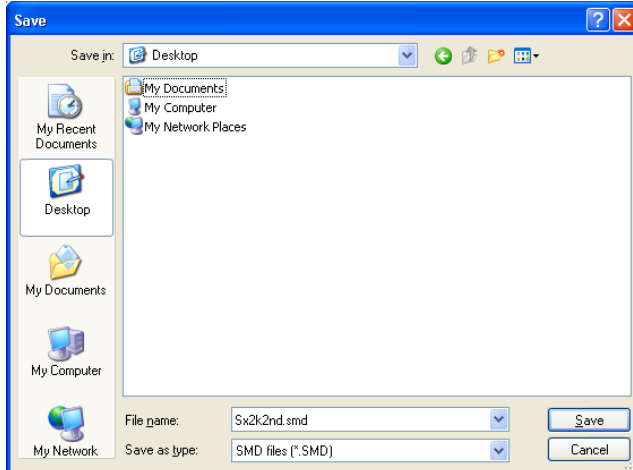 Save
Save in: Desktop
My Recent
Documents
Desktop
My Documents
My Computer
My Network
My Documents
My Computer
My Network Places
File name: Sx2k2nd.smd Save
Save as type: SMD files (*.SMD) Cancel